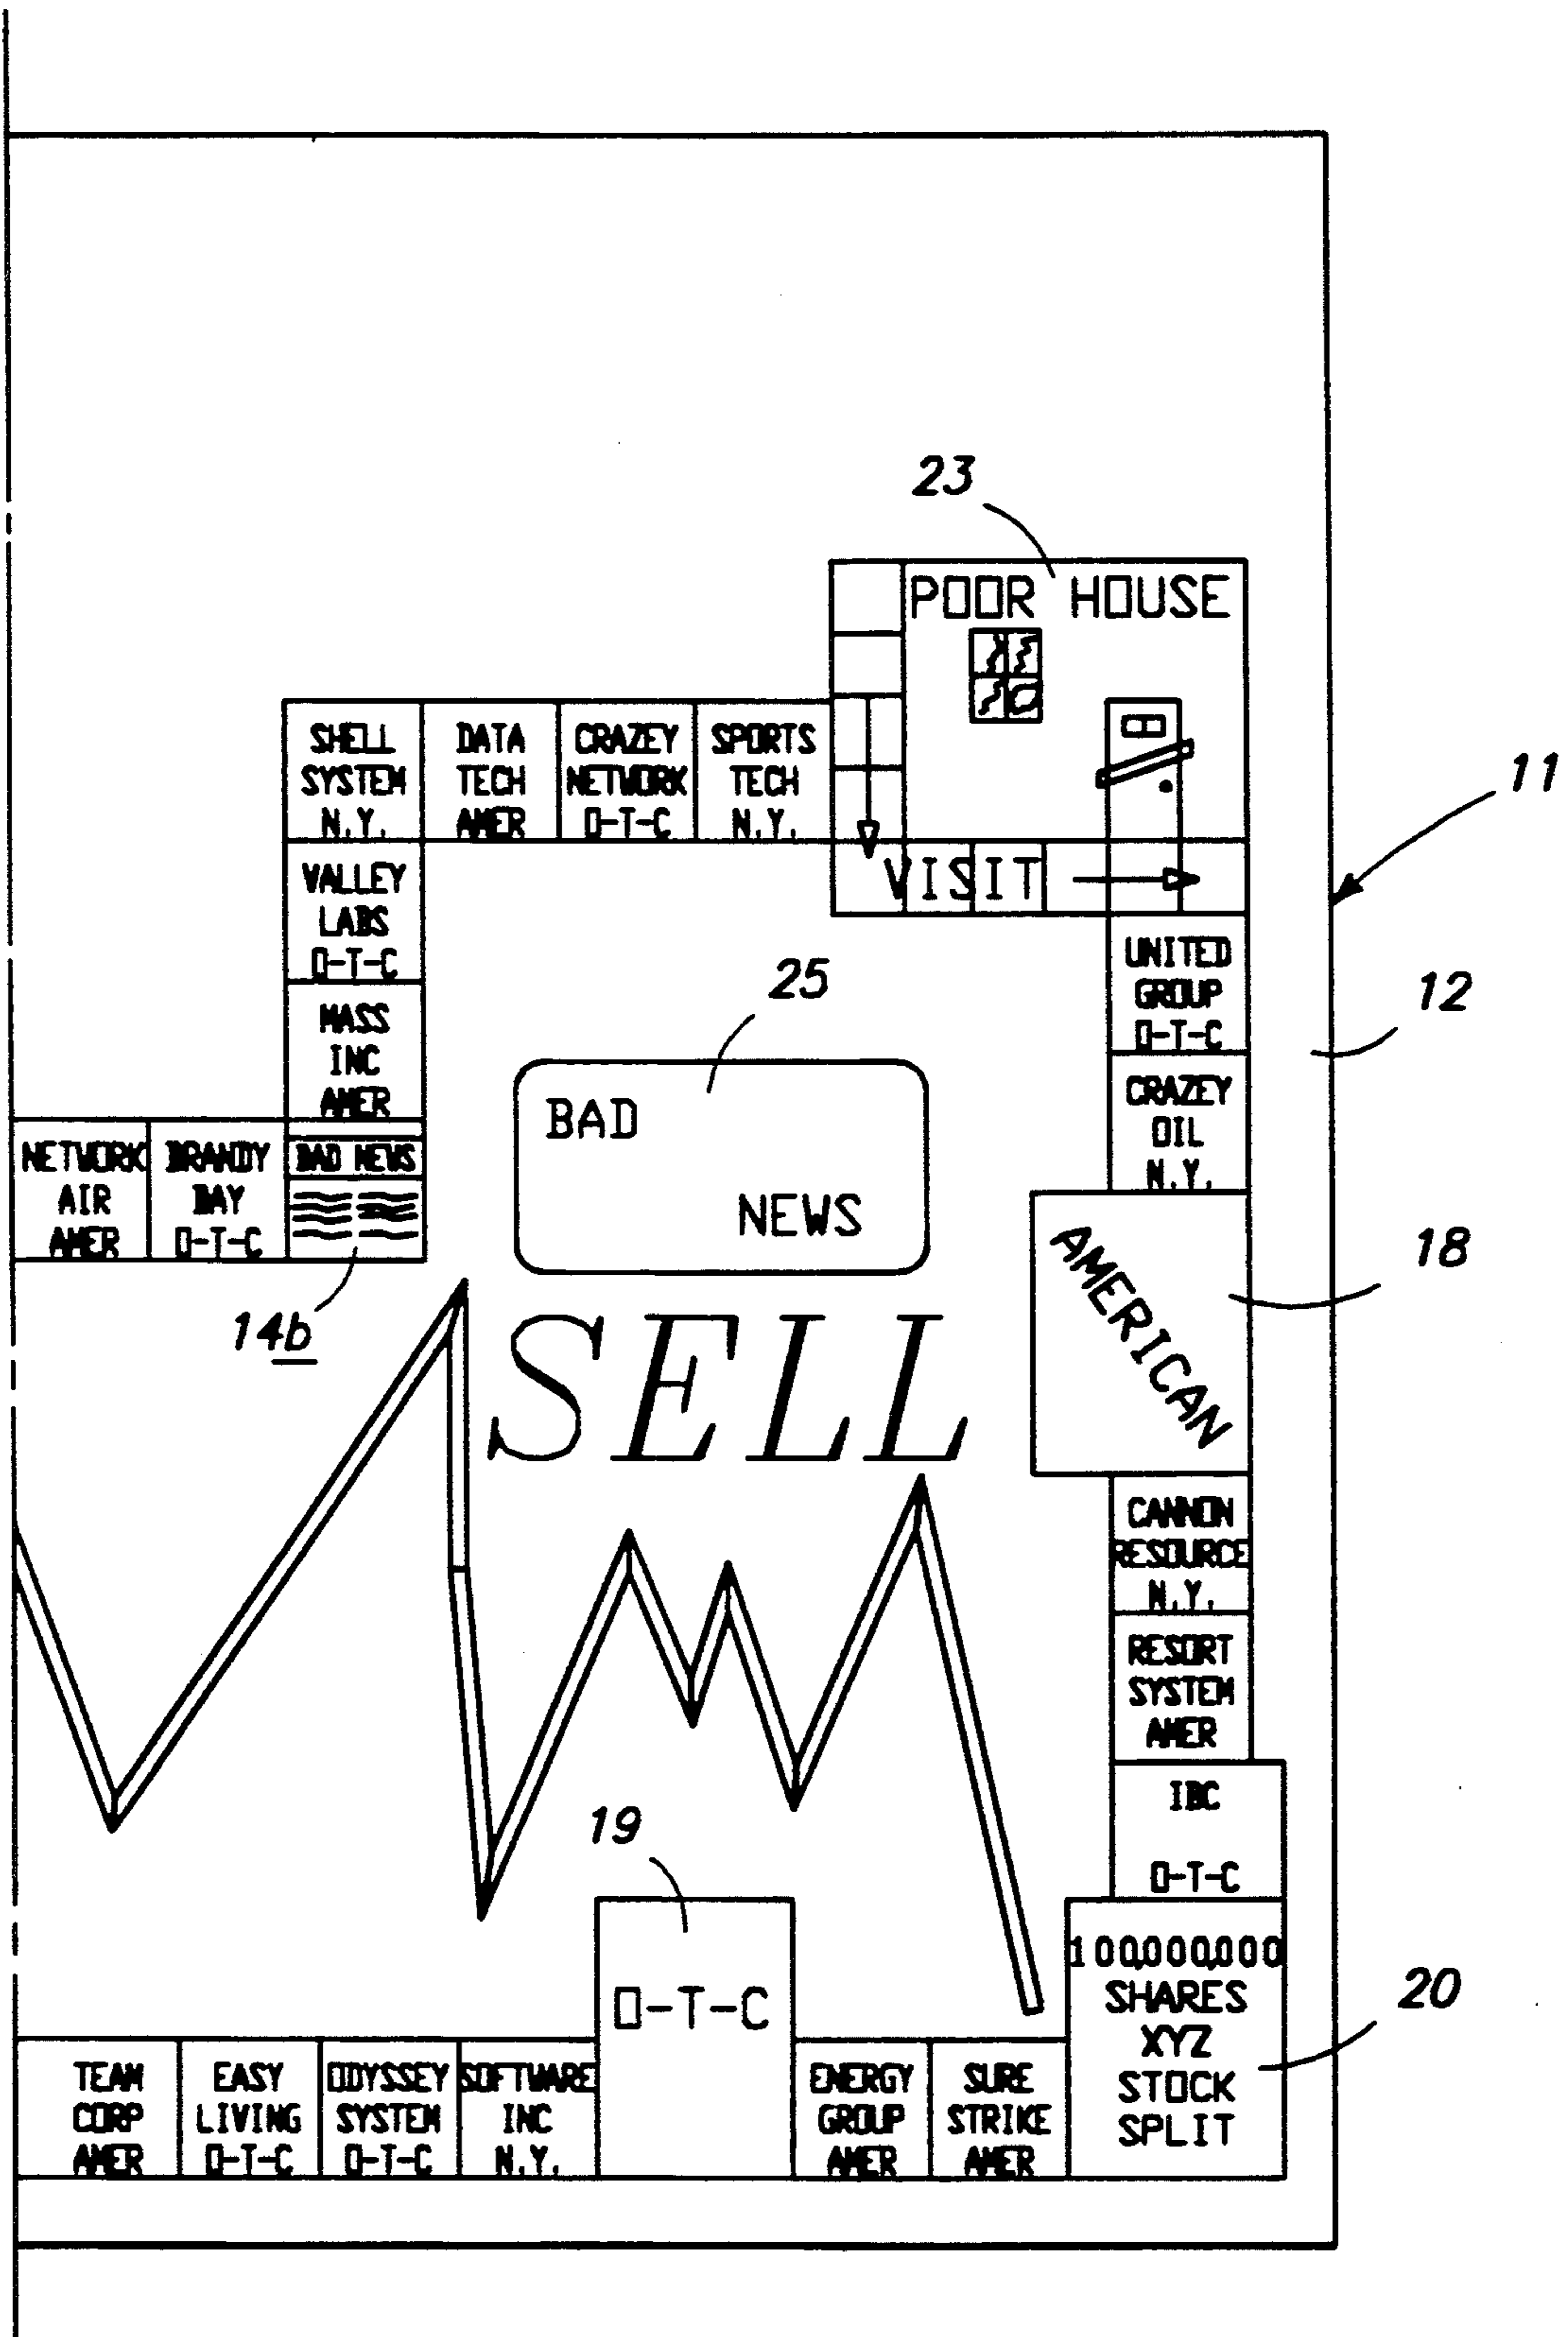 23
POOR HOUSE
SHELL
SYSTEM
N.Y.
DATA
TECH
AMER
CRAZEY
NETWORK
O-T-C
SPORTS
TECH
N.Y.
11
VISIT
VALLEY
LABS
O-T-C
MASS
INC
AMER
UNITED
GROUP
O-T-C
12
25
BAD
NEWS
CRAZEY
OIL
N.Y.
NETWORK
AIR
AMER
BRANDY
BAY
O-T-C
BAD NEWS
14b
AMERICAN
18
SELL
CANNON
RESOURCE
N.Y.
RESORT
SYSTEM
AMER
IBC
O-T-C
19
O-T-C
100,000,000
SHARES
XYZ
STOCK
SPLIT
20
TEAM
CORP
AMER
EASY
LIVING
O-T-C
ODYSSEY
SYSTEM
O-T-C
SOFTWARE
INC
N.Y.
ENERGY
GROUP
AMER
SURE
STRIKE
AMER